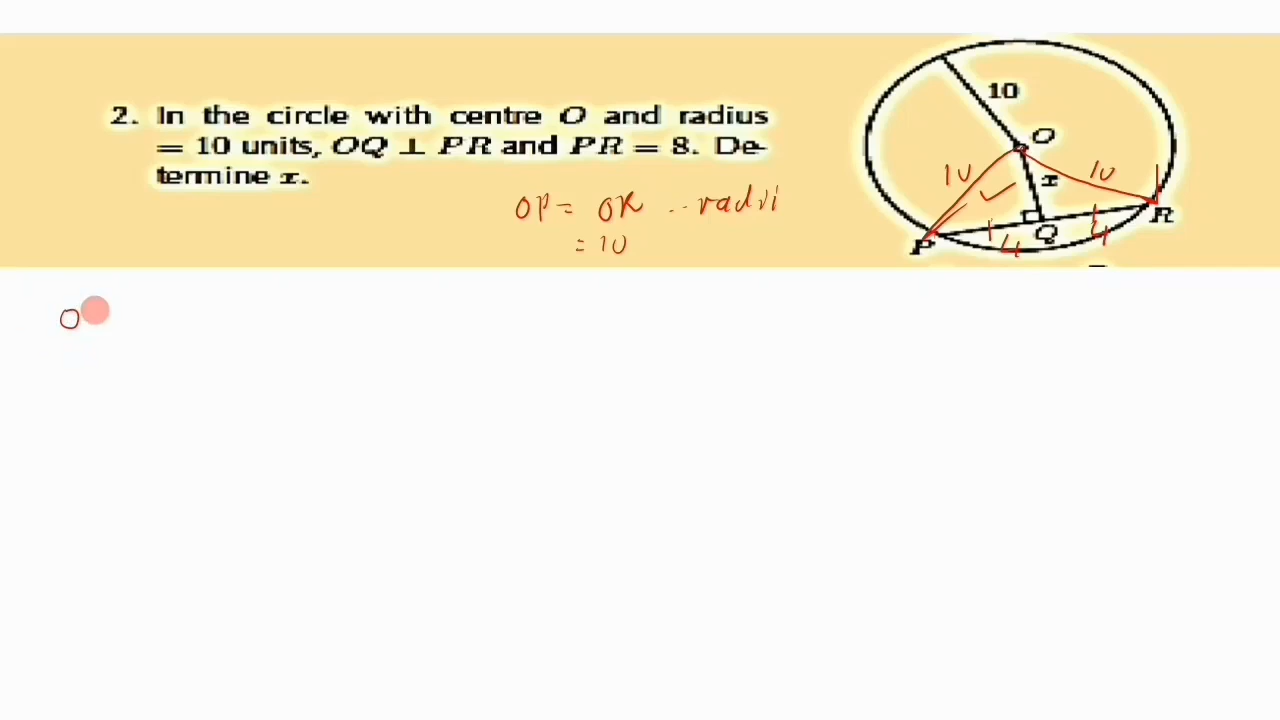 2. In the circle with centre O and radius
= 10 units, OQ ⊥ PR and PR = 8. De-
termine x.
OP = OR .. radii
= 10
10
O
10
x
10
P
4
Q
4
R
O